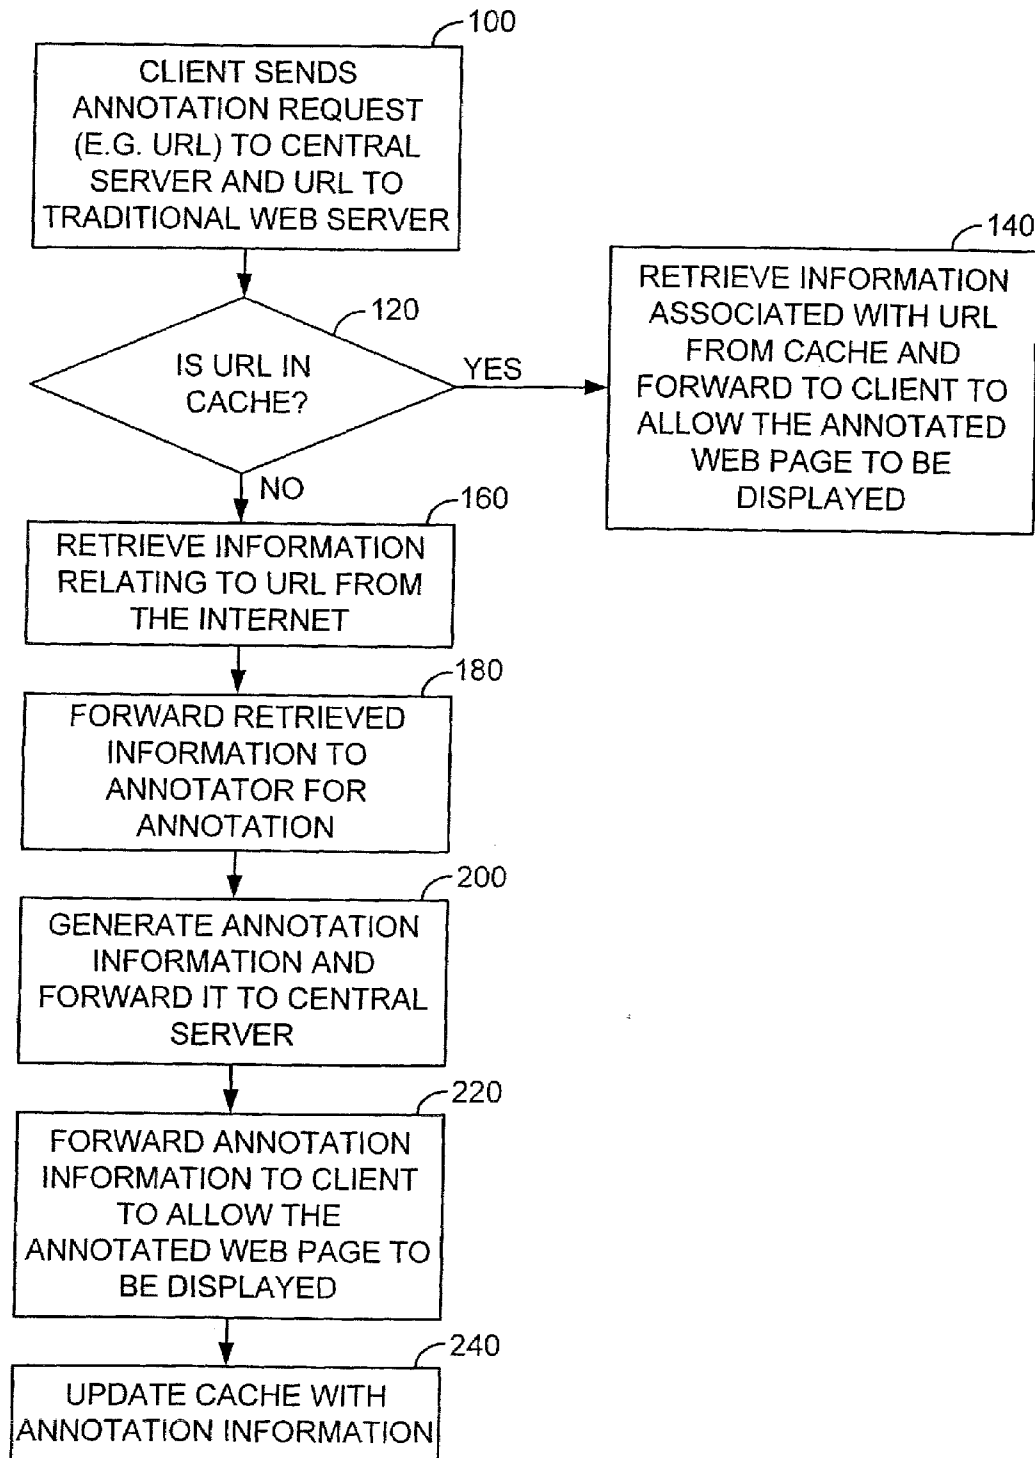 100
CLIENT SENDS
ANNOTATION REQUEST
(E.G. URL) TO CENTRAL
SERVER AND URL TO
TRADITIONAL WEB SERVER
120
IS URL IN
CACHE?
YES
140
RETRIEVE INFORMATION
ASSOCIATED WITH URL
FROM CACHE AND
FORWARD TO CLIENT TO
ALLOW THE ANNOTATED
WEB PAGE TO BE
DISPLAYED
NO
160
RETRIEVE INFORMATION
RELATING TO URL FROM
THE INTERNET
180
FORWARD RETRIEVED
INFORMATION TO
ANNOTATOR FOR
ANNOTATION
200
GENERATE ANNOTATION
INFORMATION AND
FORWARD IT TO CENTRAL
SERVER
220
FORWARD ANNOTATION
INFORMATION TO CLIENT
TO ALLOW THE
ANNOTATED WEB PAGE TO
BE DISPLAYED
240
UPDATE CACHE WITH
ANNOTATION INFORMATION